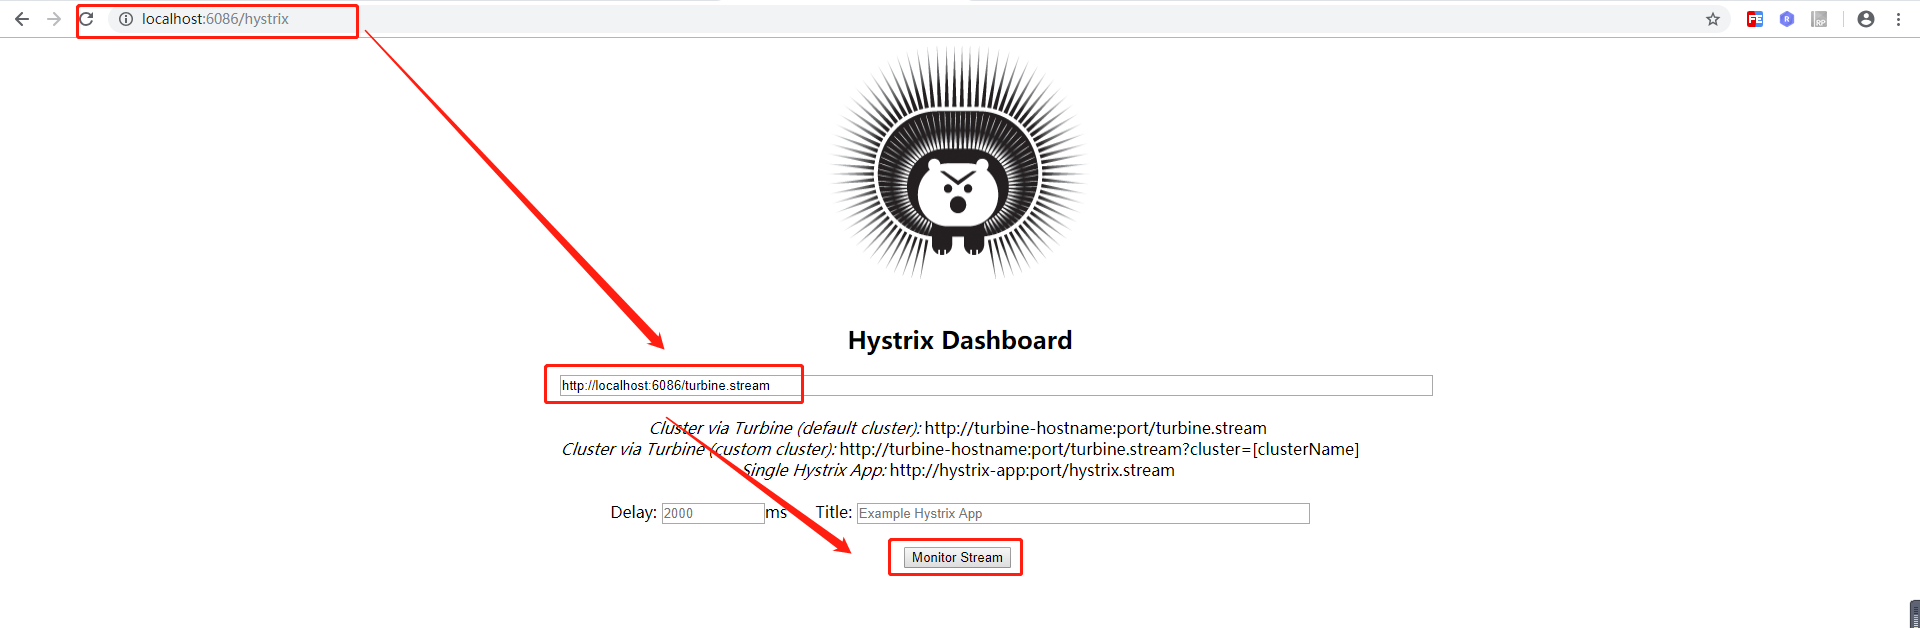 localhost:6086/hystrix
FE
R
RP
Hystrix Dashboard
http://localhost:6086/turbine.stream
Cluster via Turbine (default cluster): http://turbine-hostname:port/turbine.stream
Cluster via Turbine (custom cluster): http://turbine-hostname:port/turbine.stream?cluster=[clusterName]
Single Hystrix App: http://hystrix-app:port/hystrix.stream
Delay: 2000 ms Title: Example Hystrix App
Monitor Stream